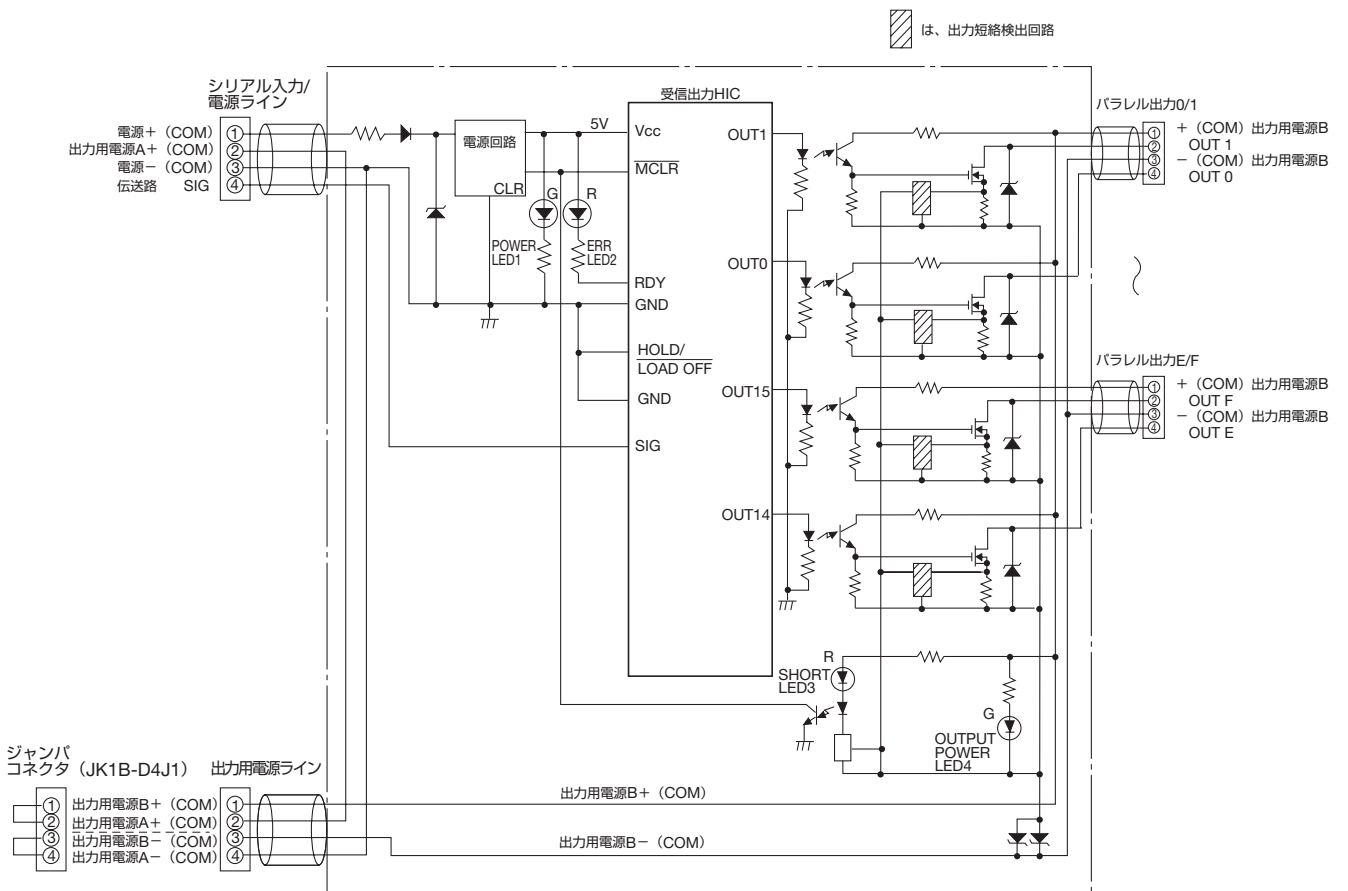 は、出力短絡検出回路
シリアル入力/
電源ライン
電源＋（COM）①
出力用電源A＋（COM）②
電源－（COM）③
伝送路 SIG ④
受信出力HIC
パラレル出力0/1
① ＋（COM）出力用電源B
② OUT 1
③ －（COM）出力用電源B
④ OUT 0
電源回路
CLR
5V
Vcc
MCLR
G
R
POWER
LED1
ERR
LED2
RDY
GND
HOLD/
LOAD OFF
GND
SIG
OUT1
OUT0
OUT15
OUT14
パラレル出力E/F
① ＋（COM）出力用電源B
② OUT F
③ －（COM）出力用電源B
④ OUT E
R
SHORT
LED3
G
OUTPUT
POWER
LED4
ジャンパ
コネクタ（JK1B-D4J1）
出力用電源ライン
① 出力用電源B＋（COM）①
② 出力用電源A＋（COM）②
③ 出力用電源B－（COM）③
④ 出力用電源A－（COM）④
出力用電源B＋（COM）
出力用電源B－（COM）